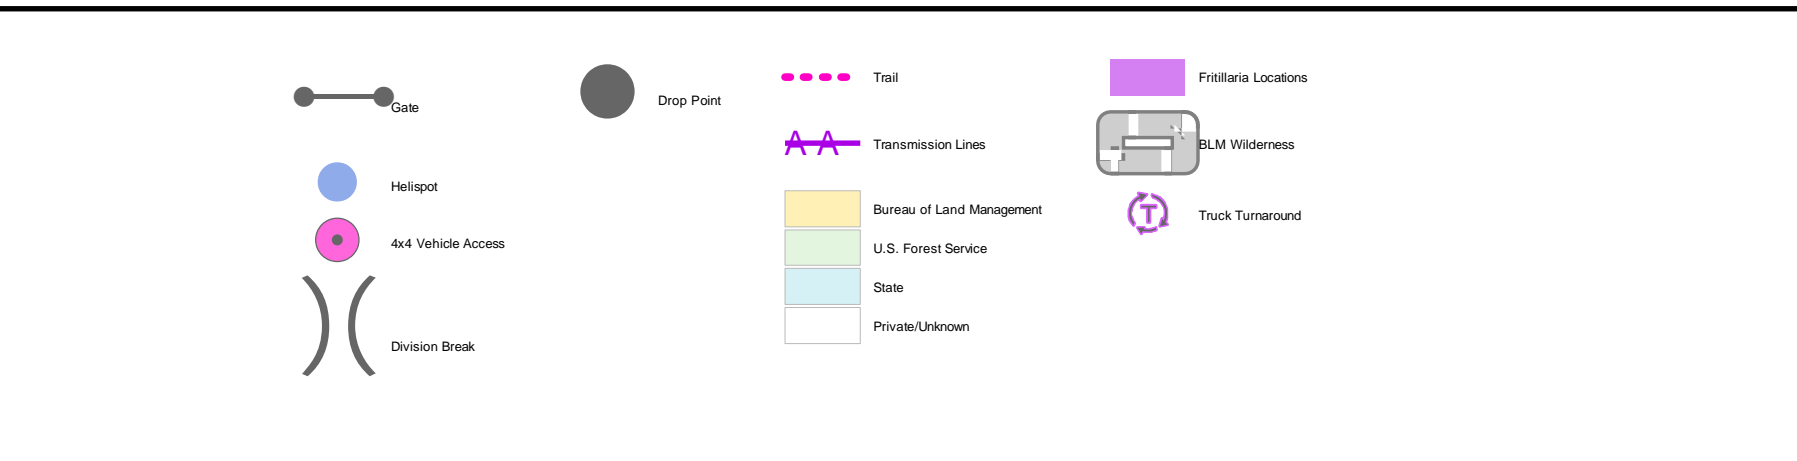 Gate
Helispot
4x4 Vehicle Access
Division Break
Drop Point
Trail
Transmission Lines
Bureau of Land Management
U.S. Forest Service
State
Private/Unknown
Fritillaria Locations
BLM Wilderness
T
Truck Turnaround